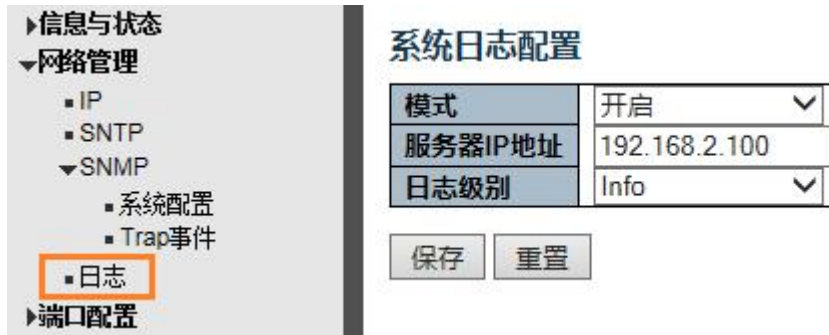 信息与状态
网络管理
IP
SNTP
SNMP
系统配置
Trap事件
日志
端口配置
系统日志配置
模式 开启
服务器IP地址 192.168.2.100
日志级别 Info
保存 重置